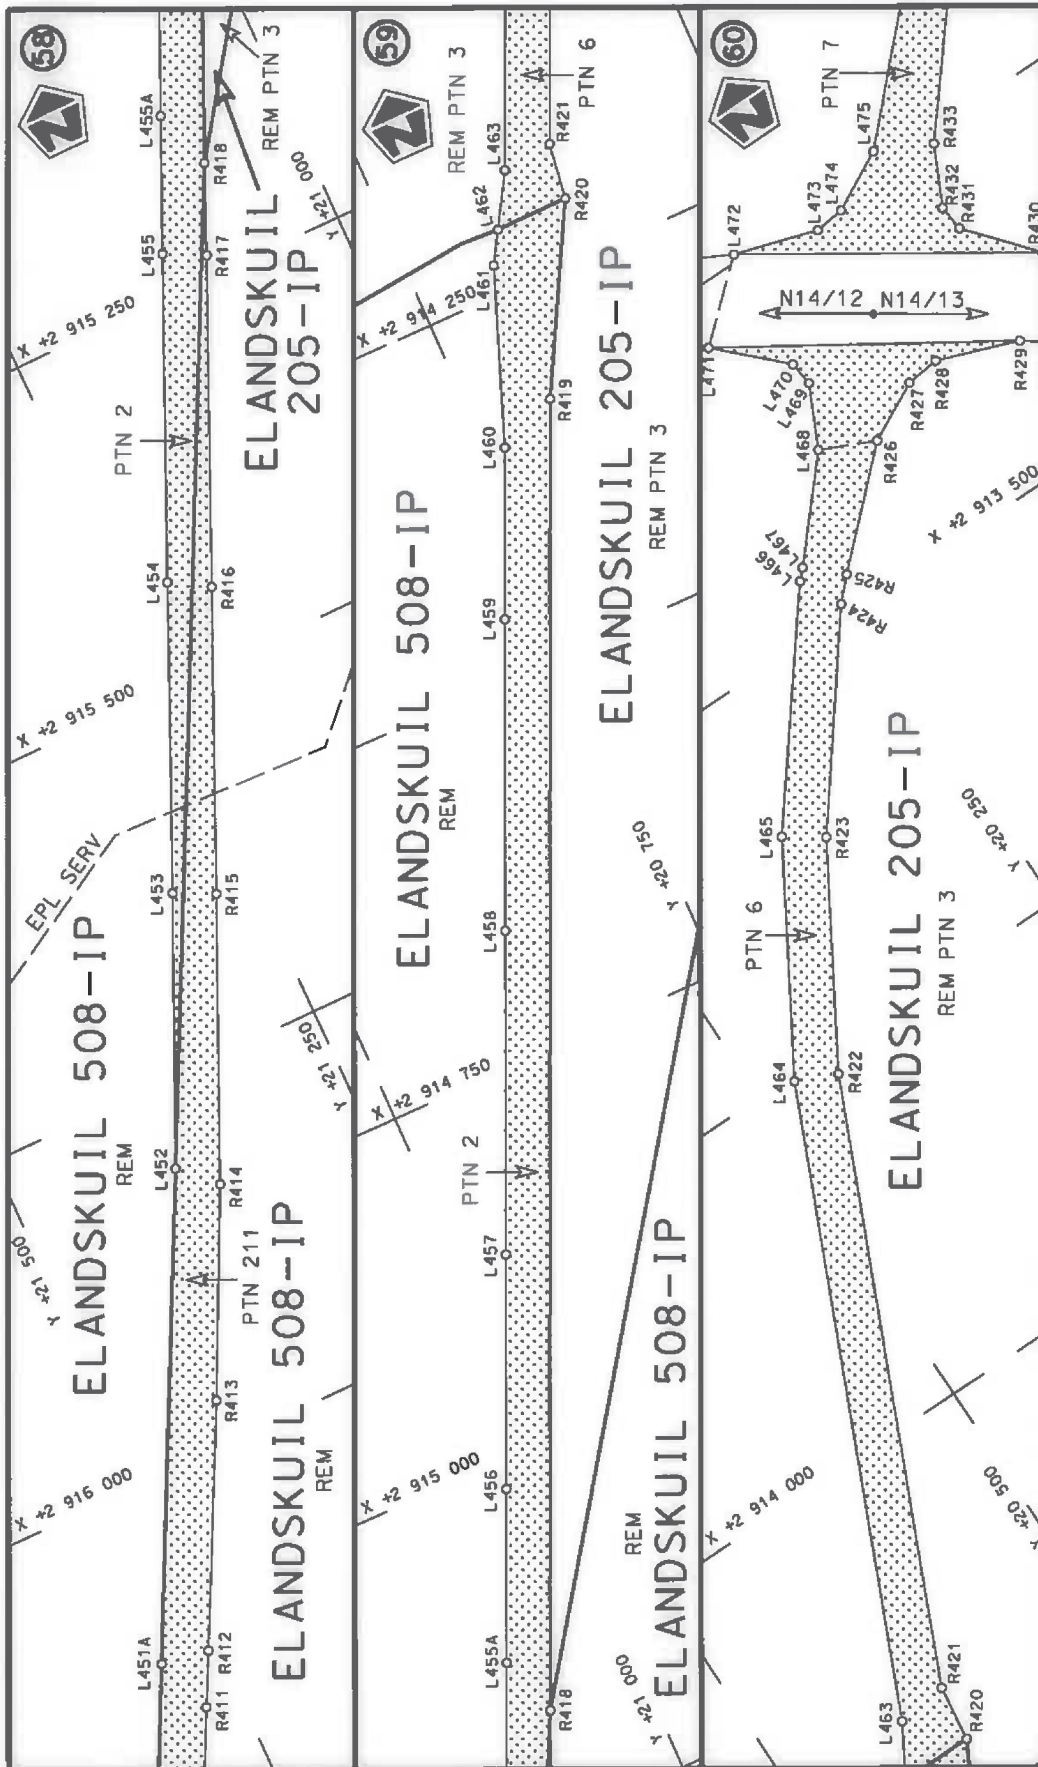 58
N
L455A
REM PTN 3
REM PTN 3
R418
L455
R417
Y +21 000
ELANDSKUIL
205-IP
X +2 915 250
PTN 2
L454
R416
X +2 915 500
EPL SERV
L453
R415
ELANDSKUIL 508-IP
REM
Y +21 250
L452
R414
Y +21 500
PTN 211
ELANDSKUIL 508-IP
REM
R413
X +2 916 000
L451A
R412
R411
59
N
REM PTN 3
PTN 6
R421
L463
L462
R420
L461
X +2 914 250
R419
L460
ELANDSKUIL 205-IP
REM PTN 3
ELANDSKUIL 508-IP
REM
L459
Y +20 750
L458
X +2 914 750
PTN 2
L457
REM
ELANDSKUIL 508-IP
X +2 915 000
L456
L455A
R418
Y +21 000
60
N
PTN 7
L475
R433
L474
R432
L473
R431
L472
R430
N14/12
N14/13
L471
R429
L470
R428
L469
R427
L468
R426
X +2 913 500
L467
L466
R425
R424
L465
R423
Y +20 250
PTN 6
ELANDSKUIL 205-IP
REM PTN 3
L464
R422
X +2 914 000
Y +20 500
R421
L463
R420